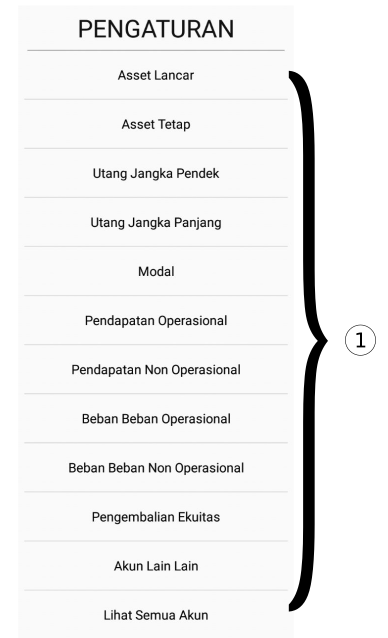 PENGATURAN
Asset Lancar
Asset Tetap
Utang Jangka Pendek
Utang Jangka Panjang
Modal
Pendapatan Operasional
Pendapatan Non Operasional
Beban Beban Operasional
Beban Beban Non Operasional
Pengembalian Ekuitas
Akun Lain Lain
Lihat Semua Akun
1